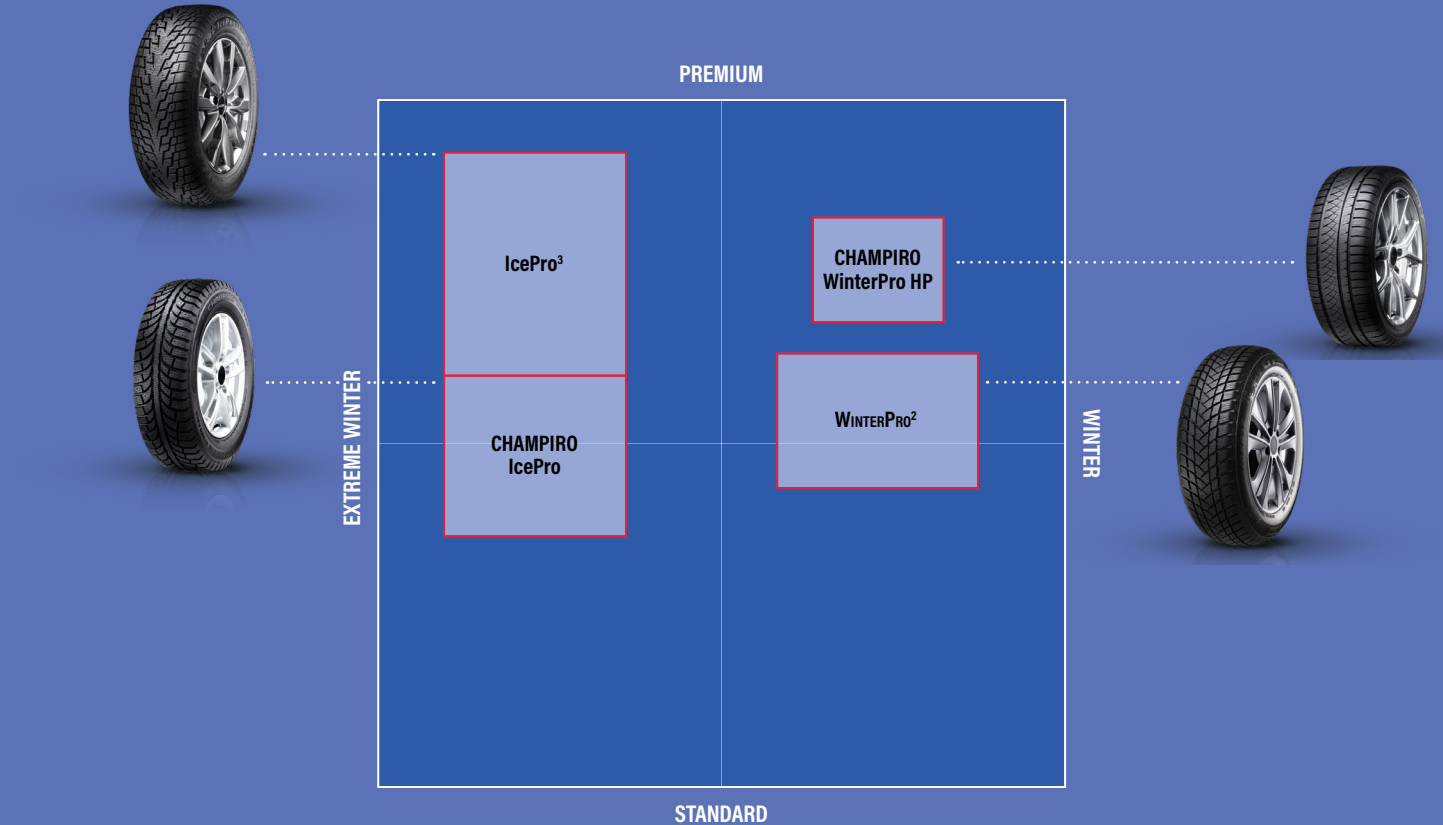 PREMIUM
IcePro³
CHAMPIRO
WinterPro HP
EXTREME WINTER
WINTERPRO²
WINTER
CHAMPIRO
IcePro
STANDARD